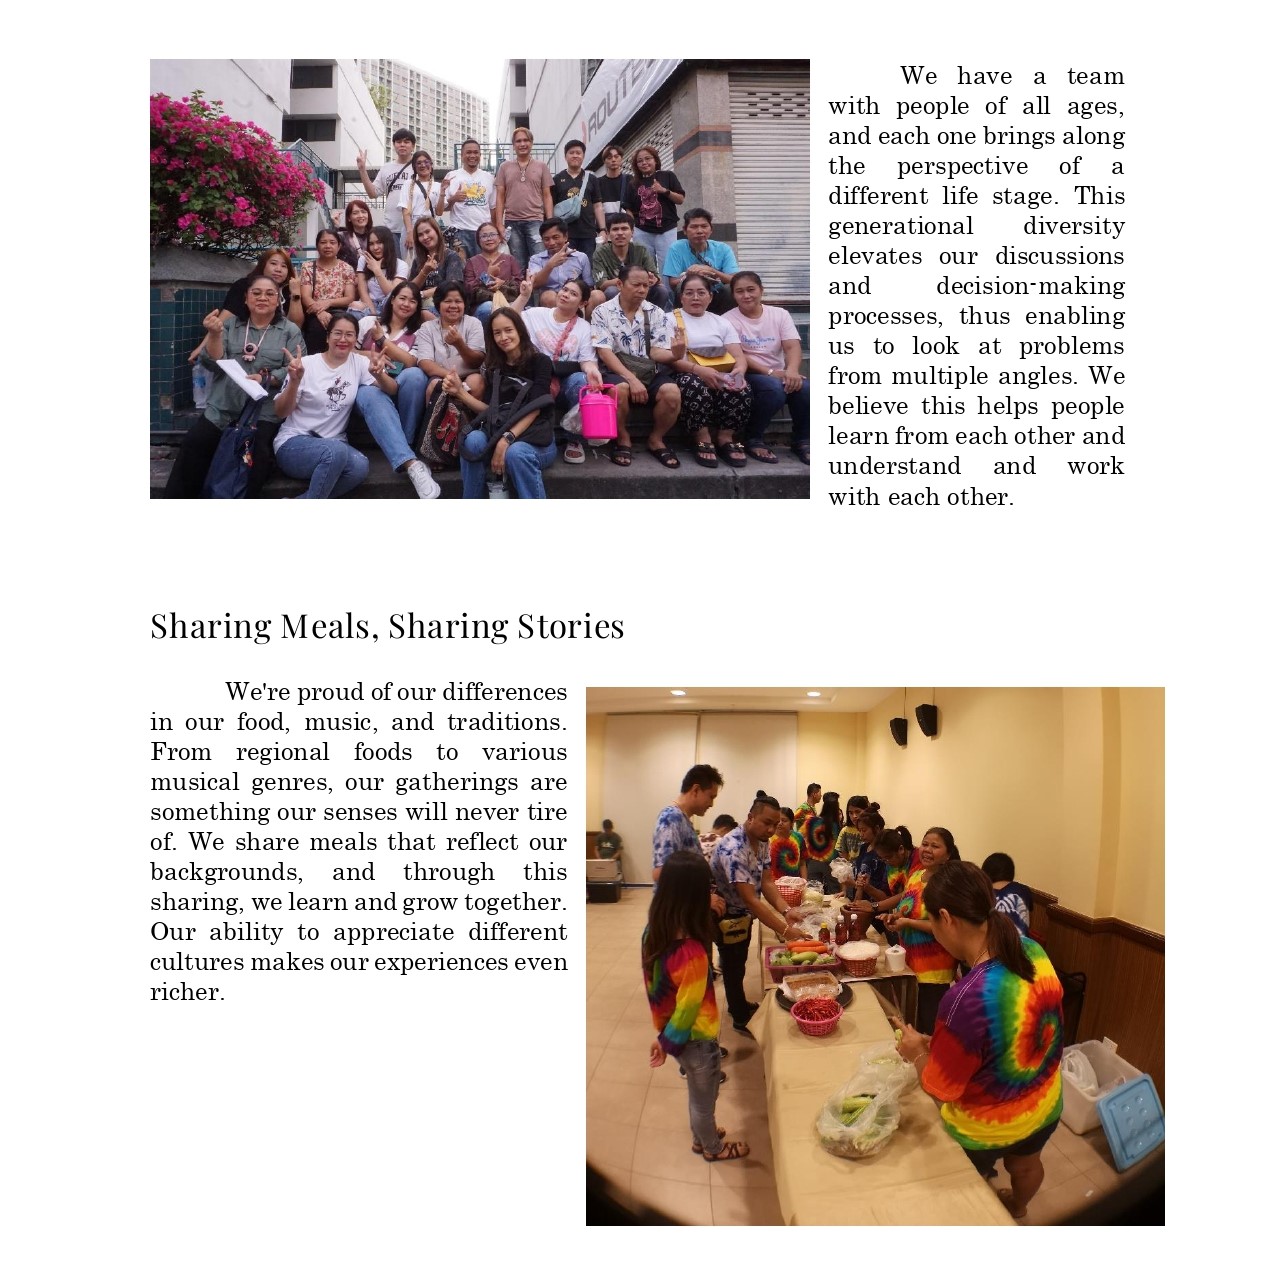 ROUTE
We have a team
with people of all ages,
and each one brings along
the perspective of a
different life stage. This
generational diversity
elevates our discussions
and decision-making
processes, thus enabling
us to look at problems
from multiple angles. We
believe this helps people
learn from each other and
understand and work
with each other.
Sharing Meals, Sharing Stories
We're proud of our differences
in our food, music, and traditions.
From regional foods to various
musical genres, our gatherings are
something our senses will never tire
of. We share meals that reflect our
backgrounds, and through this
sharing, we learn and grow together.
Our ability to appreciate different
cultures makes our experiences even
richer.